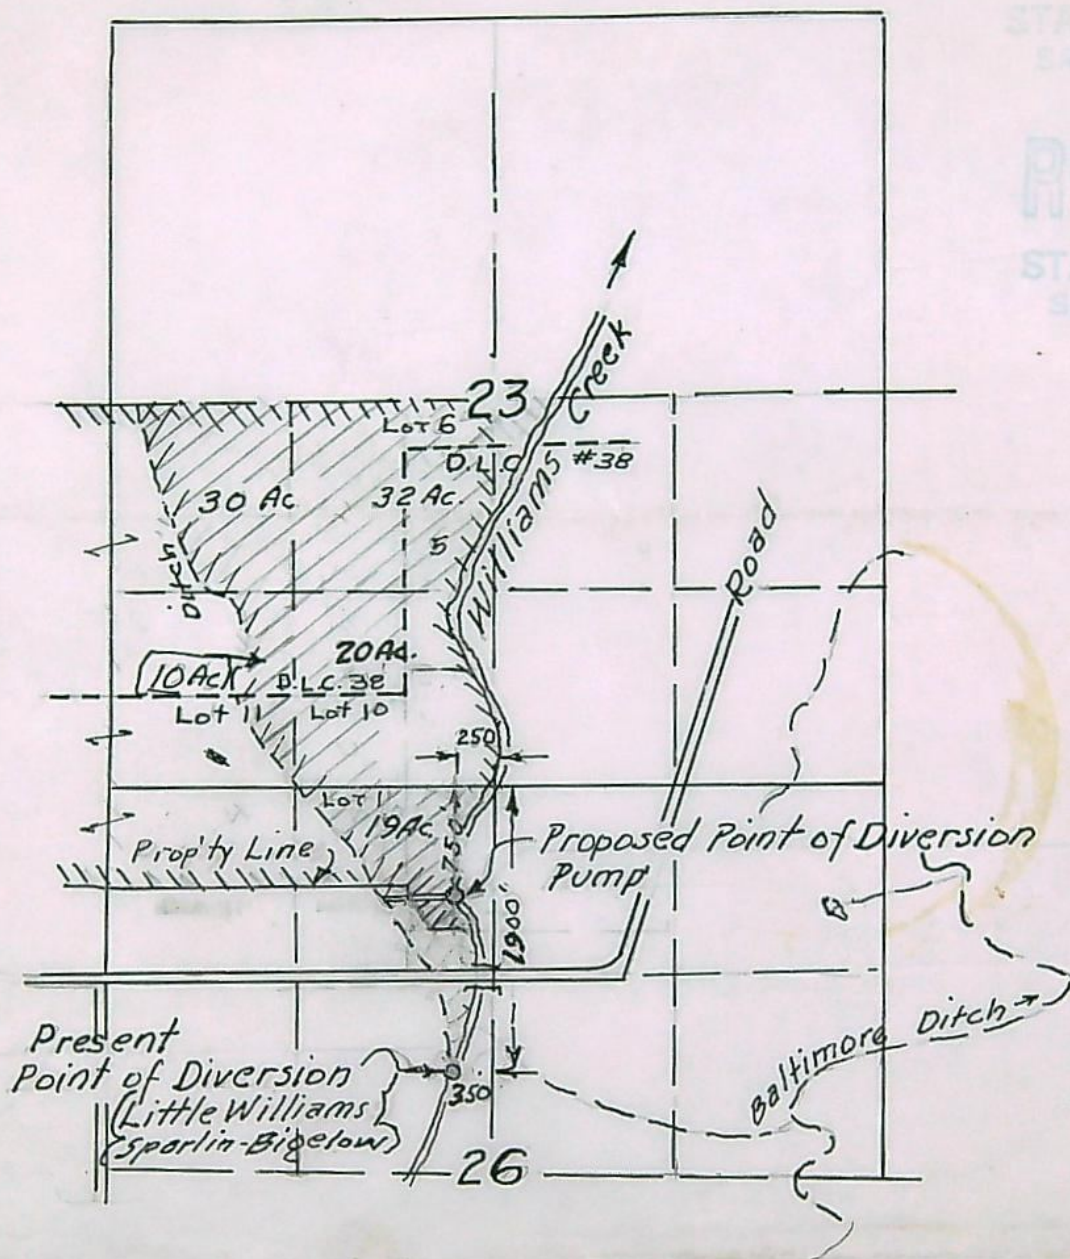 23
Creek
Williams
Lot 6
D.L.C. #38
30 Ac
32 Ac.
5
Ditch
Road
20 Ac.
10 Ac
D.L.C. 38
Lot 11
Lot 10
250
Lot 1
19 Ac.
750
Prop'ty Line
Proposed Point of Diversion
Pump
1900'
Present
Point of Diversion
(Little Williams
(Sparlin-Bigelow)
350
Baltimore Ditch
26